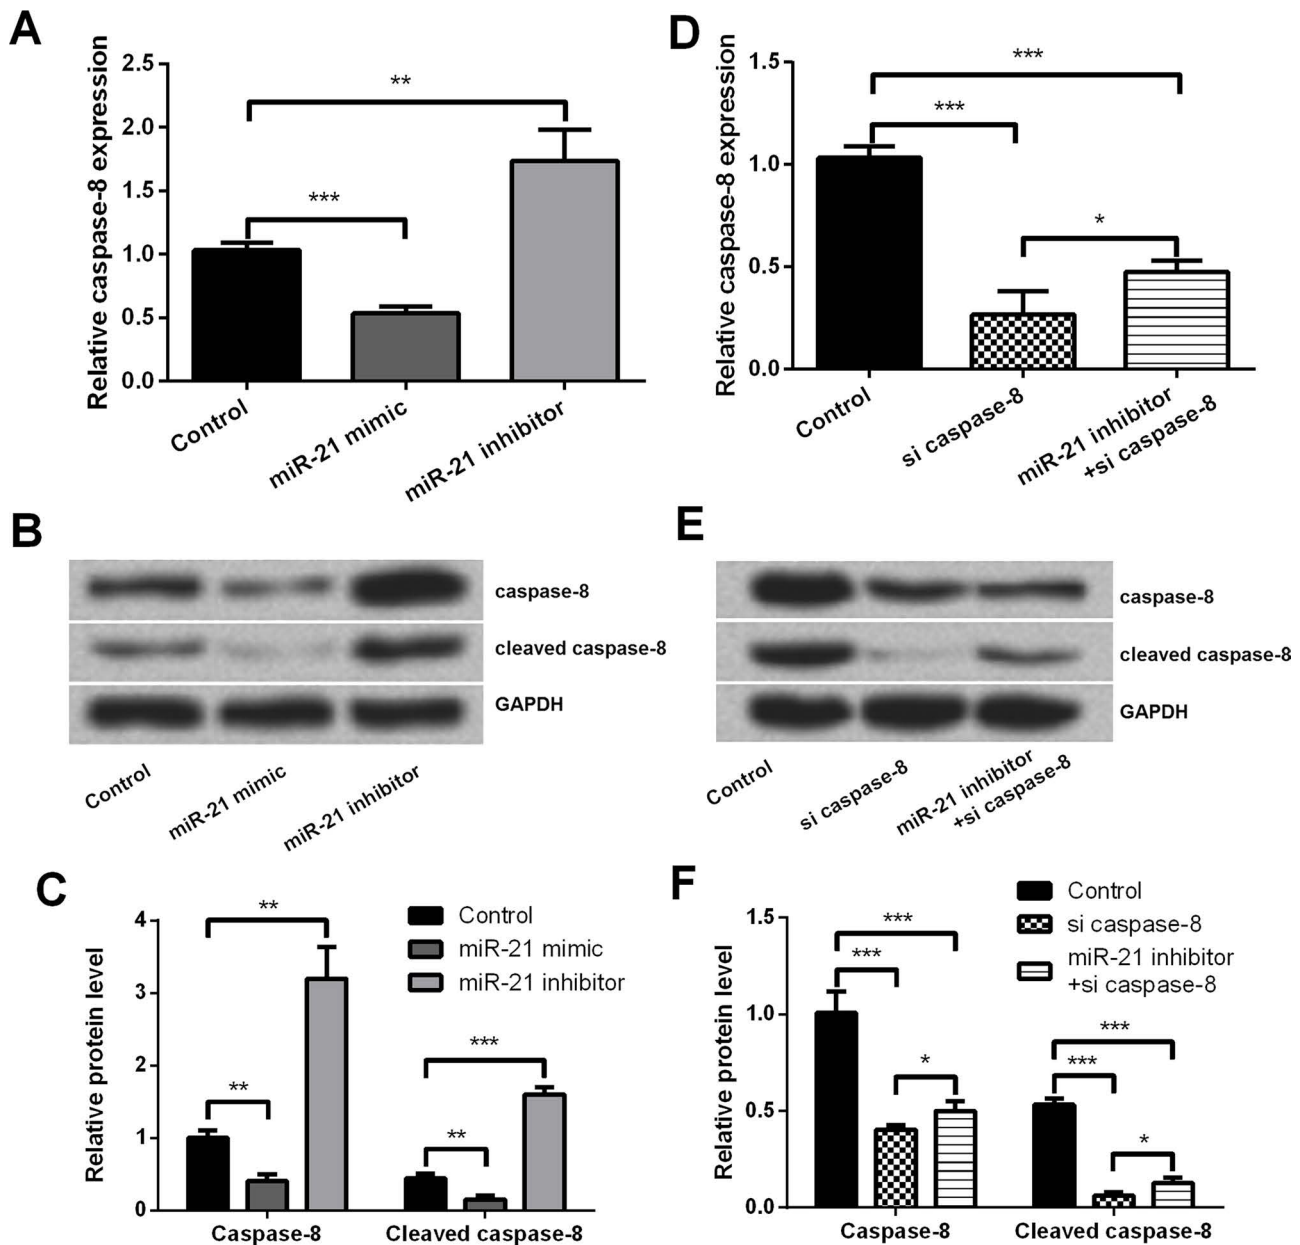 A
Relative caspase-8 expression
2.5
2.0
1.5
1.0
0.5
0.0
**
***
Control
miR-21 mimic
miR-21 inhibitor
D
Relative caspase-8 expression
1.5
1.0
0.5
0.0
***
***
*
Control
si caspase-8
miR-21 inhibitor
+si caspase-8
B
caspase-8
cleaved caspase-8
GAPDH
Control
miR-21 mimic
miR-21 inhibitor
E
caspase-8
cleaved caspase-8
GAPDH
Control
si caspase-8
miR-21 inhibitor
+si caspase-8
C
Relative protein level
4
3
2
1
0
**
**
***
**
Control
miR-21 mimic
miR-21 inhibitor
Caspase-8
Cleaved caspase-8
F
Relative protein level
1.5
1.0
0.5
0.0
***
***
*
***
***
*
Control
si caspase-8
miR-21 inhibitor
+si caspase-8
Caspase-8
Cleaved caspase-8